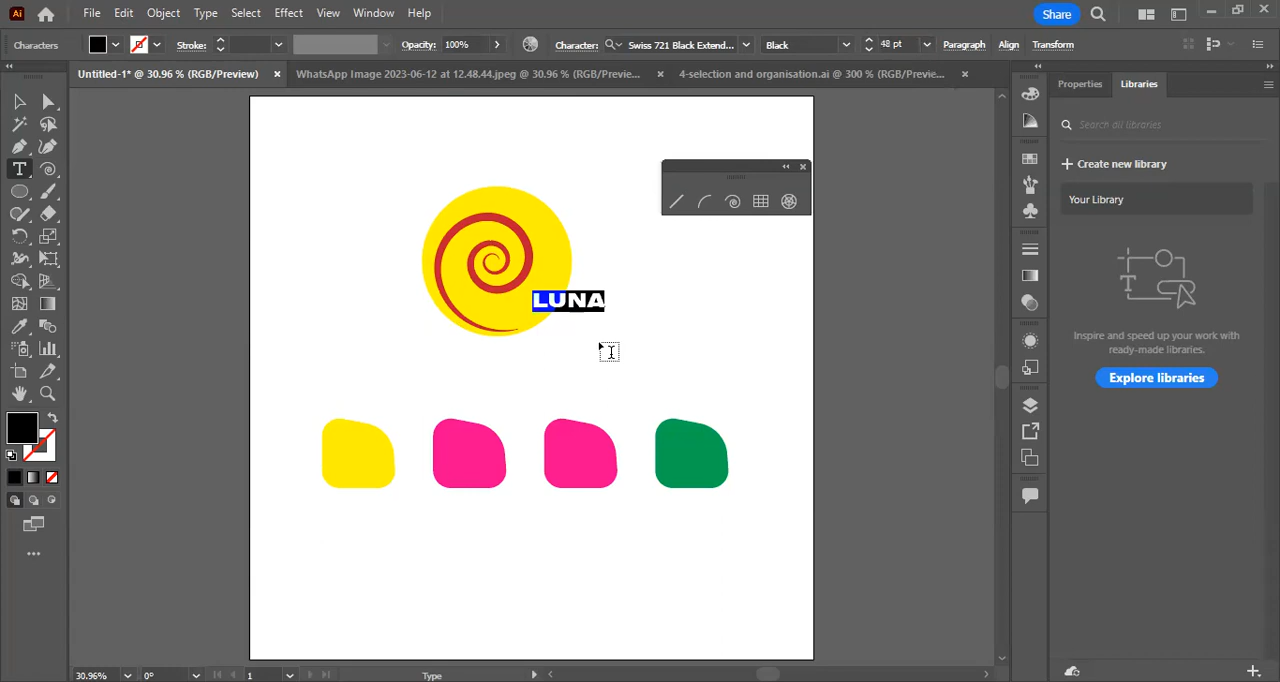 Ai File Edit Object Type Select Effect View Window Help Share
Characters Stroke: Opacity: 100% Character: Swiss 721 Black Extend... Black 48 pt Paragraph Align Transform
Untitled-1* @ 30.96 % (RGB/Preview) × WhatsApp Image 2023-06-12 at 12.48.44.jpeg @ 30.96 % (RGB/Previe... × 4-selection and organisation.ai @ 300 % (RGB/Previe... ×
Properties Libraries
Search all libraries
+ Create new library
Your Library
LUNA
Inspire and speed up your work with
ready-made libraries.
Explore libraries
30.96% 0° 1 Type